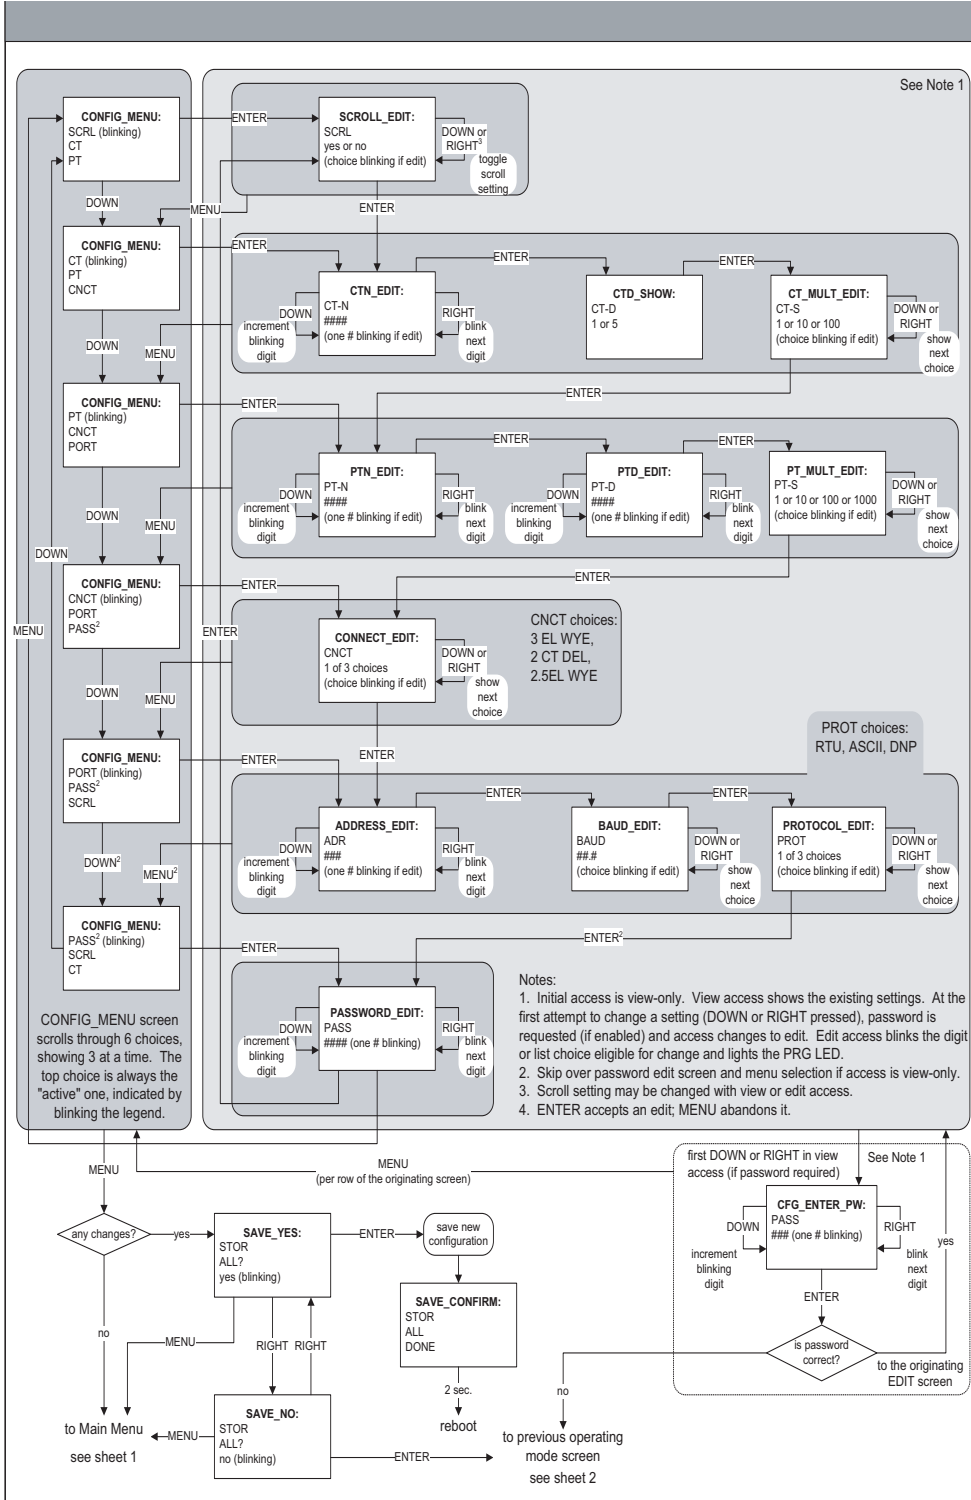 See Note 1
CONFIG_MENU:
SCRL (blinking)
CT
PT
ENTER
SCROLL_EDIT:
SCRL
yes or no
(choice blinking if edit)
DOWN or
RIGHT³
toggle
scroll
setting
DOWN
MENU
ENTER
CONFIG_MENU:
CT (blinking)
PT
CNCT
ENTER
CTN_EDIT:
CT-N
####
(one # blinking if edit)
DOWN
increment
blinking
digit
RIGHT
blink
next
digit
ENTER
CTD_SHOW:
CT-D
1 or 5
ENTER
CT_MULT_EDIT:
CT-S
1 or 10 or 100
(choice blinking if edit)
DOWN or
RIGHT
show
next
choice
DOWN
MENU
ENTER
CONFIG_MENU:
PT (blinking)
CNCT
PORT
ENTER
PTN_EDIT:
PT-N
####
(one # blinking if edit)
DOWN
increment
blinking
digit
RIGHT
blink
next
digit
ENTER
PTD_EDIT:
PT-D
####
(one # blinking if edit)
DOWN
increment
blinking
digit
RIGHT
blink
next
digit
ENTER
PT_MULT_EDIT:
PT-S
1 or 10 or 100 or 1000
(choice blinking if edit)
DOWN or
RIGHT
show
next
choice
DOWN
MENU
DOWN
ENTER
CONFIG_MENU:
CNCT (blinking)
PORT
PASS²
ENTER
MENU
ENTER
CONNECT_EDIT:
CNCT
1 of 3 choices
(choice blinking if edit)
DOWN or
RIGHT
show
next
choice
CNCT choices:
3 EL WYE,
2 CT DEL,
2.5EL WYE
DOWN
MENU
ENTER
PROT choices:
RTU, ASCII, DNP
CONFIG_MENU:
PORT (blinking)
PASS²
SCRL
ENTER
ADDRESS_EDIT:
ADR
###
(one # blinking if edit)
DOWN
increment
blinking
digit
RIGHT
blink
next
digit
ENTER
BAUD_EDIT:
BAUD
##.#
(choice blinking if edit)
DOWN or
RIGHT
show
next
choice
ENTER
PROTOCOL_EDIT:
PROT
1 of 3 choices
(choice blinking if edit)
DOWN or
RIGHT
show
next
choice
DOWN²
MENU²
ENTER²
CONFIG_MENU:
PASS² (blinking)
SCRL
CT
ENTER
PASSWORD_EDIT:
PASS
#### (one # blinking)
DOWN
increment
blinking
digit
RIGHT
blink
next
digit
CONFIG_MENU screen
scrolls through 6 choices,
showing 3 at a time. The
top choice is always the
"active" one, indicated by
blinking the legend.
Notes:
1. Initial access is view-only. View access shows the existing settings. At the
first attempt to change a setting (DOWN or RIGHT pressed), password is
requested (if enabled) and access changes to edit. Edit access blinks the digit
or list choice eligible for change and lights the PRG LED.
2. Skip over password edit screen and menu selection if access is view-only.
3. Scroll setting may be changed with view or edit access.
4. ENTER accepts an edit; MENU abandons it.
MENU
MENU
(per row of the originating screen)
first DOWN or RIGHT in view
access (if password required)
See Note 1
CFG_ENTER_PW:
PASS
### (one # blinking)
DOWN
increment
blinking
digit
RIGHT
blink
next
digit
yes
ENTER
is password
correct?
to the originating
EDIT screen
no
to previous operating
mode screen
see sheet 2
any changes?
yes
no
SAVE_YES:
STOR
ALL?
yes (blinking)
ENTER
save new
configuration
SAVE_CONFIRM:
STOR
ALL
DONE
2 sec.
reboot
MENU
RIGHT
RIGHT
SAVE_NO:
STOR
ALL?
no (blinking)
MENU
ENTER
to Main Menu
see sheet 1